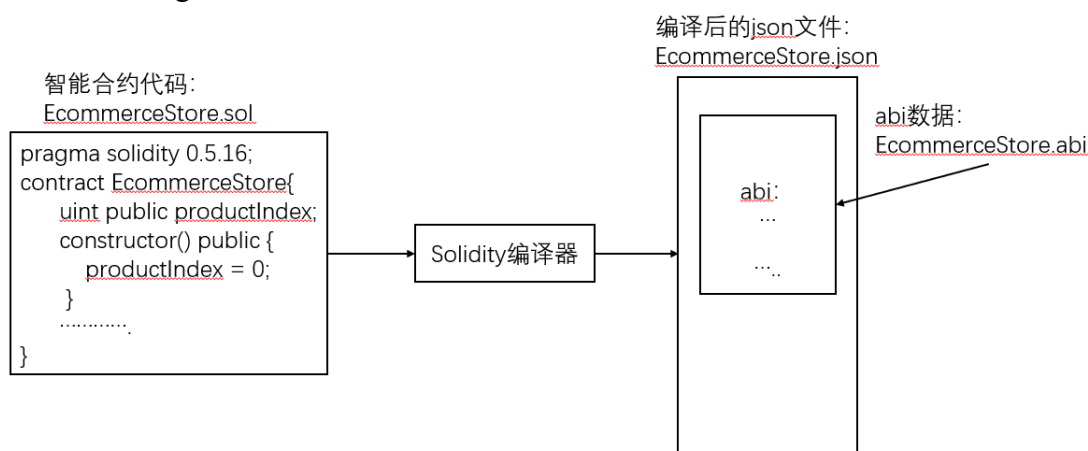 智能合约代码：
EcommerceStore.sol
pragma solidity 0.5.16;
contract EcommerceStore{
uint public productIndex;
constructor() public {
productIndex = 0;
}
………….
}
Solidity编译器
编译后的json文件：
EcommerceStore.json
abi：
…
…..
abi数据：
EcommerceStore.abi